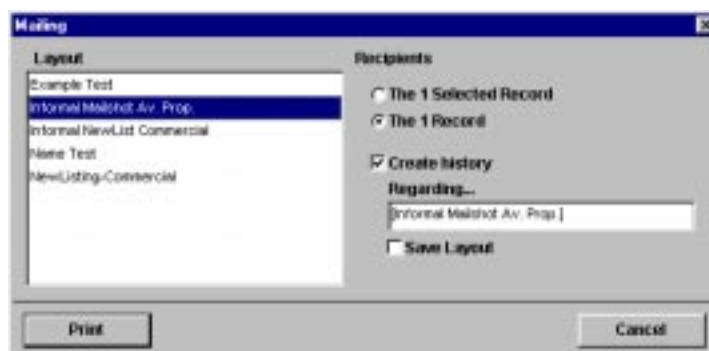 Mailing
Layout
Example Test
Informal Mailshot Av. Prop.
Informal NewList Commercial
Name Test
NewListing-Commercial
Recipients
The 1 Selected Record
The 1 Record
Create history
Regarding...
[Informal Mailshot Av. Prop.]
Save Layout
Print
Cancel